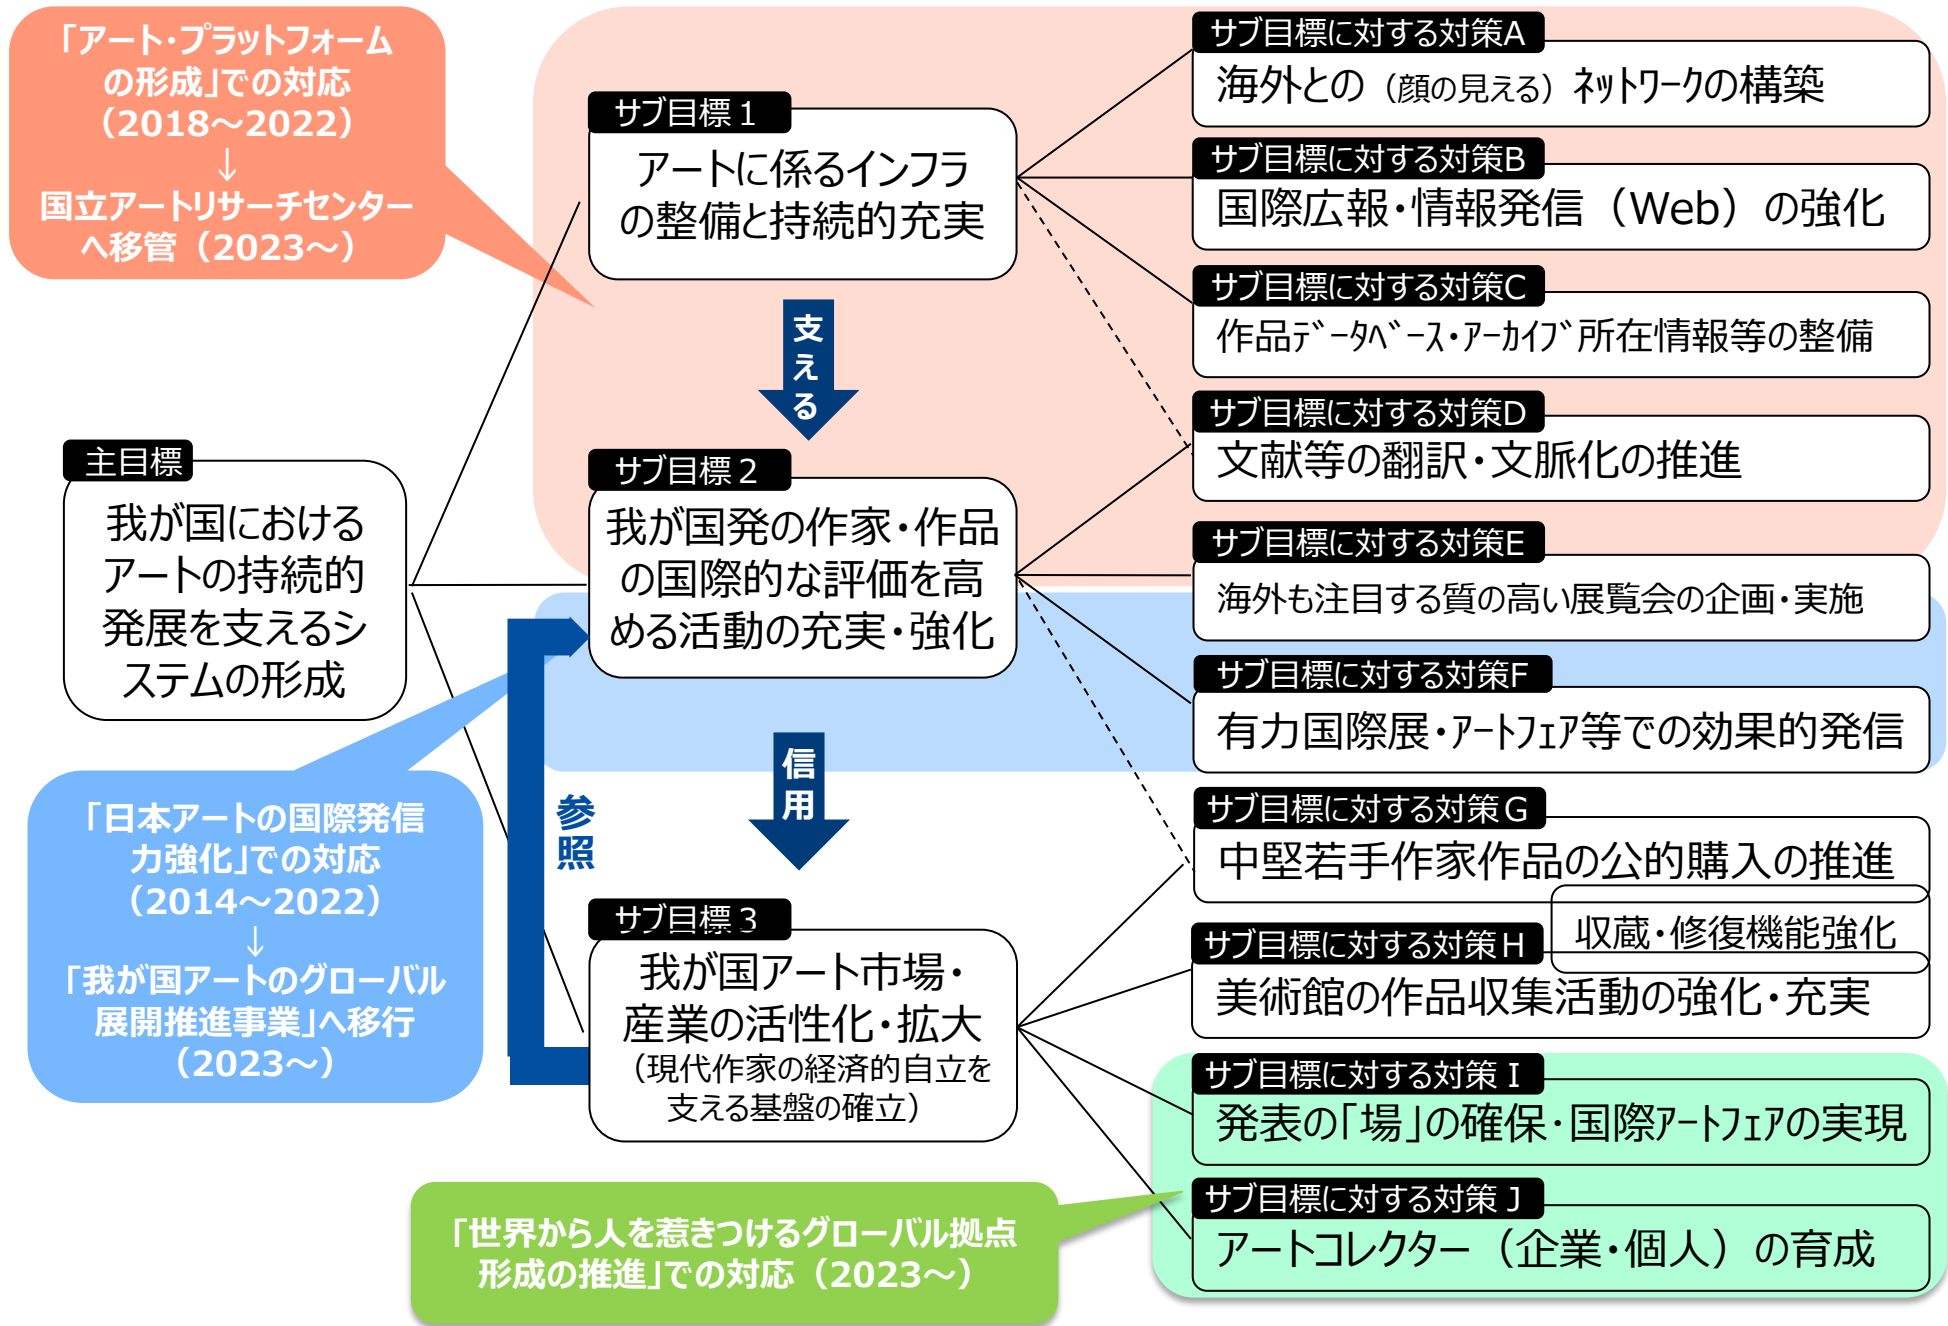 「アート・プラットフォーム
の形成」での対応
（2018～2022）
↓
国立アートリサーチセンター
へ移管（2023～）
主目標
我が国における
アートの持続的
発展を支えるシ
ステムの形成
「日本アートの国際発信
力強化」での対応
（2014～2022）
↓
「我が国アートのグローバル
展開推進事業」へ移行
（2023～）
サブ目標１
アートに係るインフラ
の整備と持続的充実
支える
サブ目標２
我が国発の作家・作品
の国際的な評価を高
める活動の充実・強化
信用
参照
サブ目標３
我が国アート市場・
産業の活性化・拡大
（現代作家の経済的自立を
支える基盤の確立）
「世界から人を惹きつけるグローバル拠点
形成の推進」での対応（2023～）
サブ目標に対する対策A
海外との（顔の見える）ﾈｯﾄﾜｰｸの構築
サブ目標に対する対策B
国際広報・情報発信（Web）の強化
サブ目標に対する対策C
作品ﾃﾞｰﾀﾍﾞｰｽ・ｱｰｶｲﾌﾞ所在情報等の整備
サブ目標に対する対策D
文献等の翻訳・文脈化の推進
サブ目標に対する対策E
海外も注目する質の高い展覧会の企画・実施
サブ目標に対する対策F
有力国際展・ｱｰﾄﾌｪｱ等での効果的発信
サブ目標に対する対策Ｇ
中堅若手作家作品の公的購入の推進
収蔵・修復機能強化
サブ目標に対する対策Ｈ
美術館の作品収集活動の強化・充実
サブ目標に対する対策Ｉ
発表の「場」の確保・国際ｱｰﾄﾌｪｱの実現
サブ目標に対する対策Ｊ
アートコレクター（企業・個人）の育成